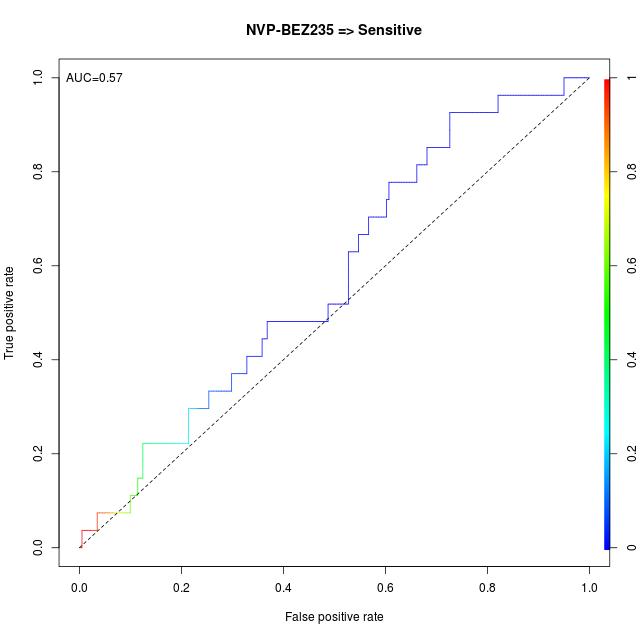 NVP-BEZ235 => Sensitive
AUC=0.57
1.0
0.8
0.6
0.4
0.2
0.0
True positive rate
1
0.8
0.6
0.4
0.2
0
0.0 0.2 0.4 0.6 0.8 1.0
False positive rate